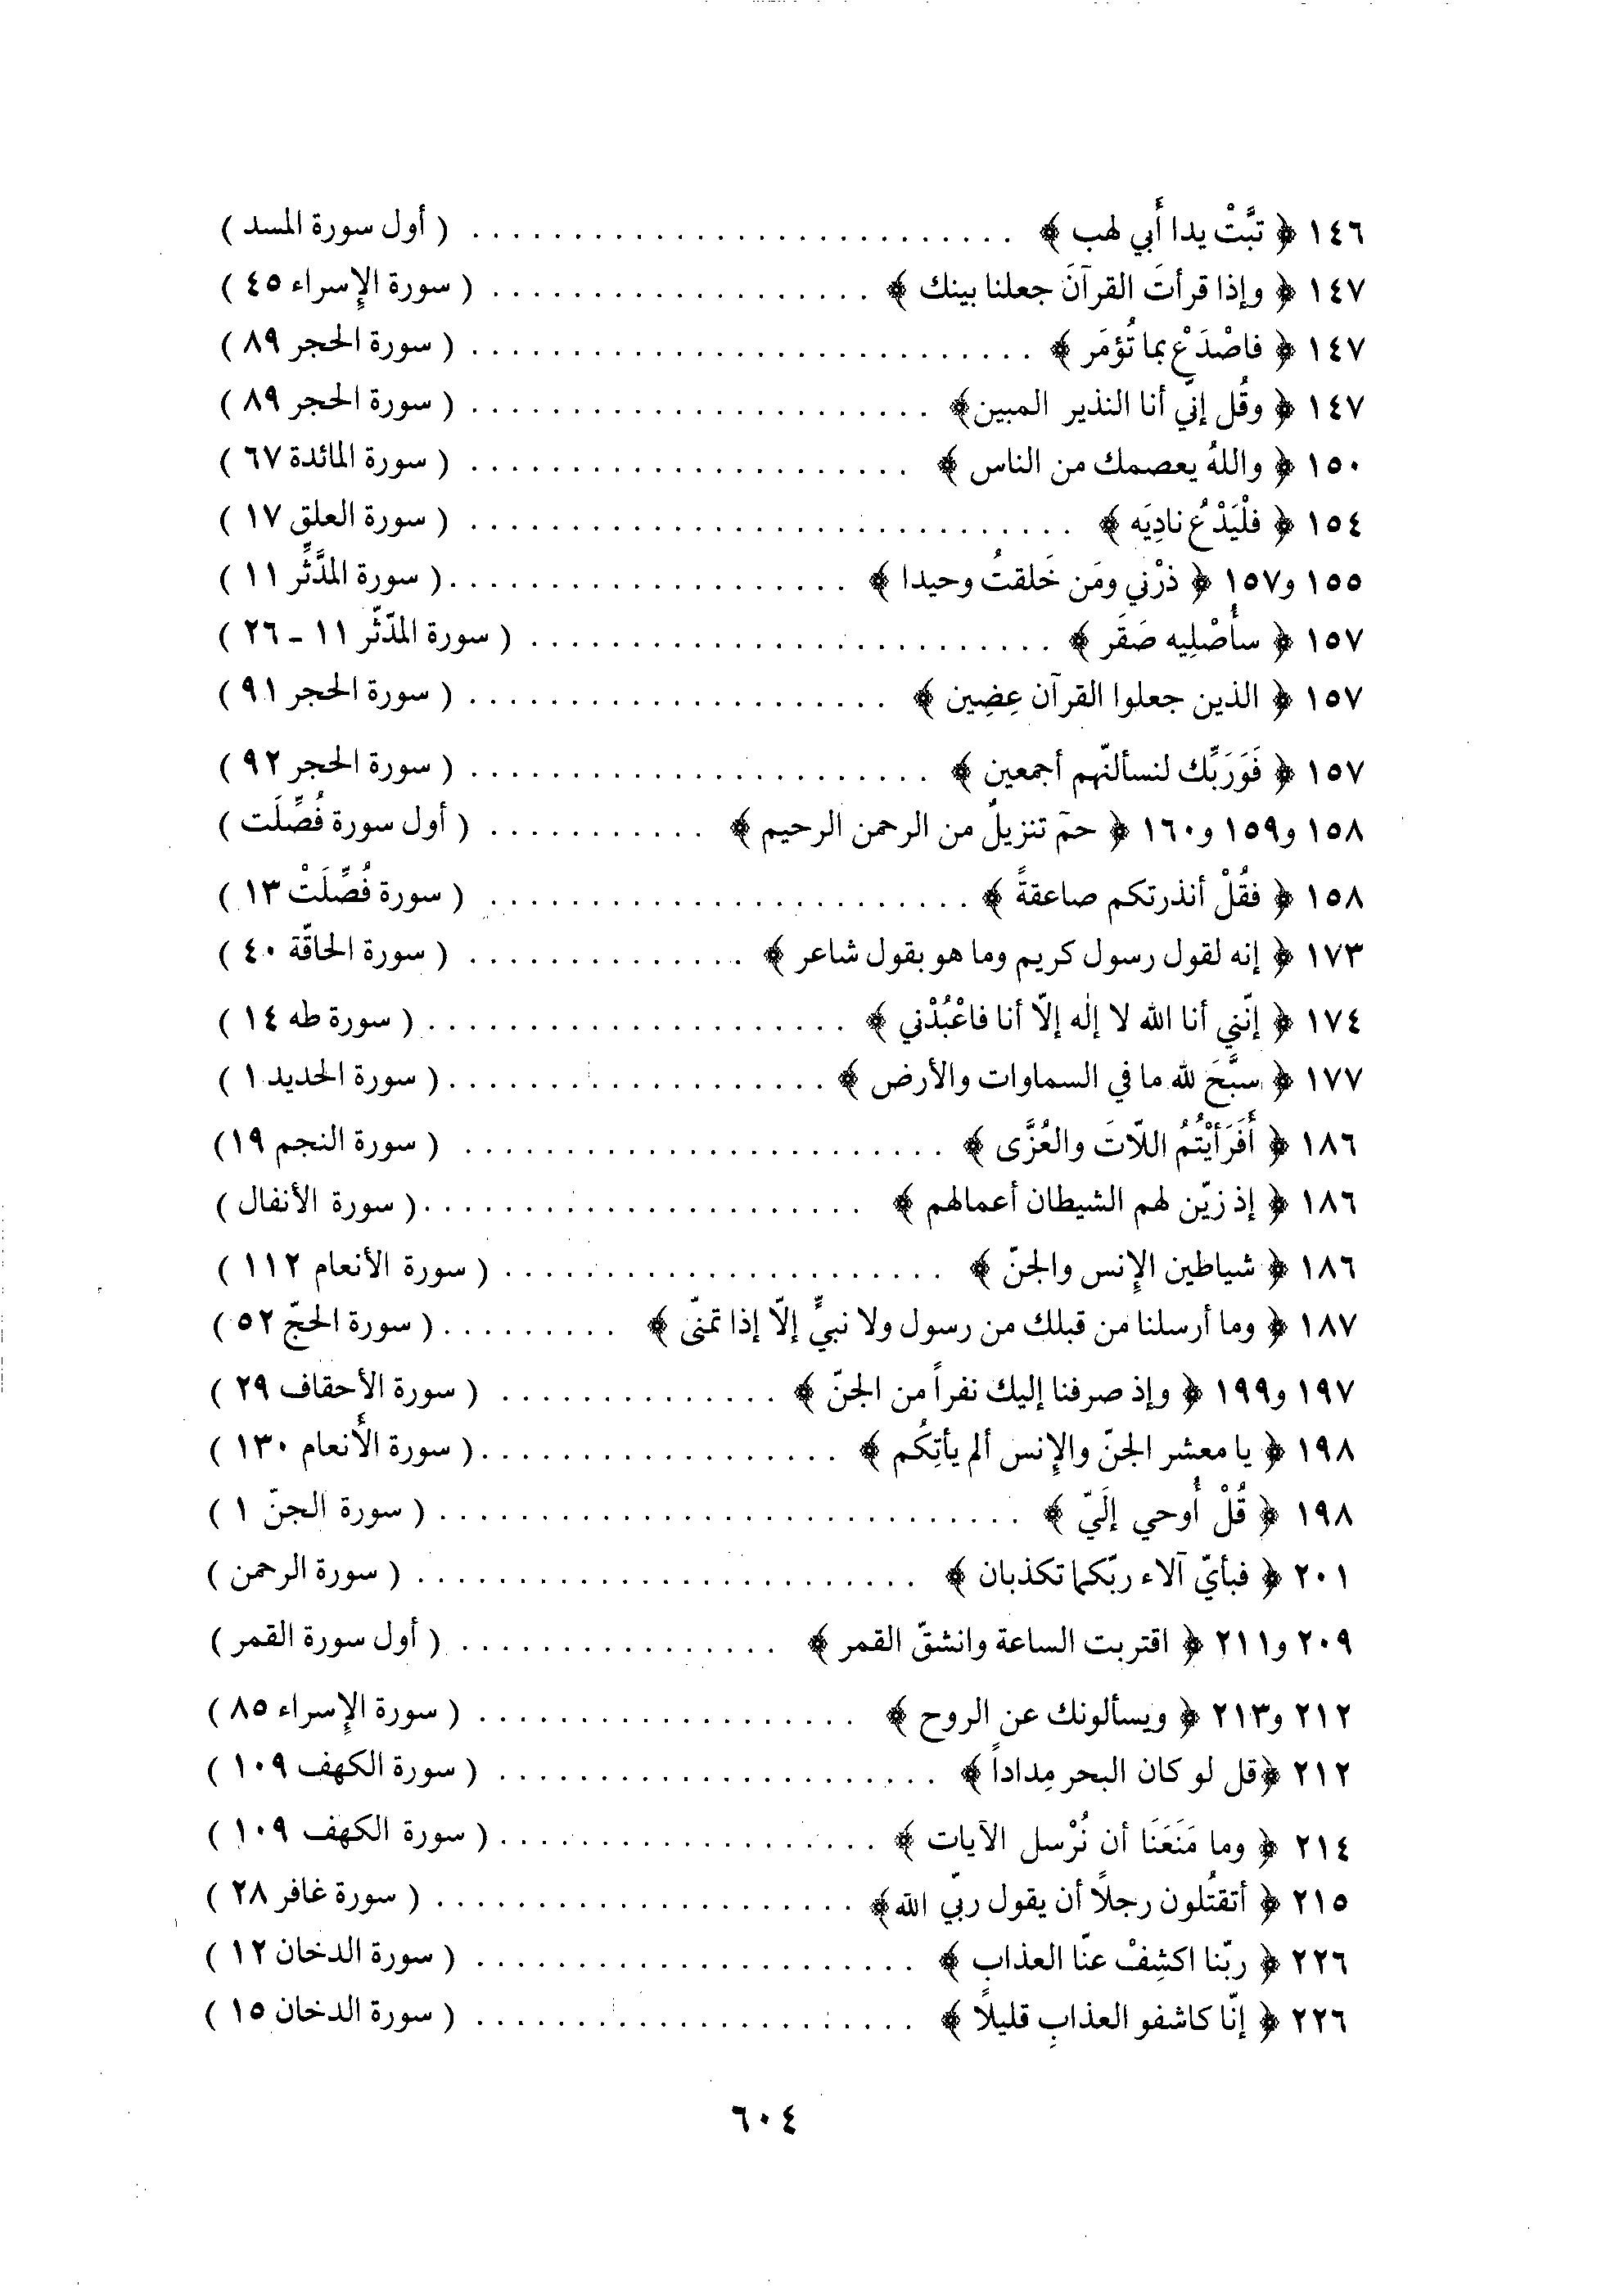 ١٤٦ ﴿ تبَّتْ يدا أَبي لهب ﴾ . . . . . . . . . . ( أول سورة المسد )
١٤٧ ﴿ وإذا قرأتَ القرآنَ جعلنا بينك ﴾ . . . . . . . . . . ( سورة الإسراء ٤٥ )
١٤٧ ﴿ فاصْدَعْ بما تُؤمَر ﴾ . . . . . . . . . . ( سورة الحجر ٨٩ )
١٤٧ ﴿ وقُل إنّي أنا النذير المبين﴾ . . . . . . . . . . ( سورة الحجر ٨٩ )
١٥٠ ﴿ واللهُ يعصمك من الناس ﴾ . . . . . . . . . . ( سورة المائدة ٦٧ )
١٥٤ ﴿ فلْيَدْعُ نادِيَه ﴾ . . . . . . . . . . ( سورة العلق ١٧ )
١٥٥ و١٥٧ ﴿ ذرْني ومَن خَلقتُ وحيدا ﴾ . . . . . . . . . . ( سورة المدَّثِّر ١١ )
١٥٧ ﴿ سأُصْلِيه صَقَر ﴾ . . . . . . . . . . ( سورة المدّثّر ١١ - ٢٦ )
١٥٧ ﴿ الذين جعلوا القرآن عِضِين ﴾ . . . . . . . . . . ( سورة الحجر ٩١ )
١٥٧ ﴿ فَوَرَبِّك لنسألنّهم أجمعين ﴾ . . . . . . . . . . ( سورة الحجر ٩٢ )
١٥٨ و١٥٩ و١٦٠ ﴿ حمٓ تنزيلٌ من الرحمن الرحيم ﴾ . . . . . . . . . . ( أول سورة فُصِّلَت )
١٥٨ ﴿ فقُلْ أنذرتكم صاعقةً ﴾ . . . . . . . . . . ( سورة فُصِّلَتْ ١٣ )
١٧٣ ﴿ إنه لقول رسول كريم وما هو بقول شاعر ﴾ . . . . . . . . . . ( سورة الحاقّة ٤٠ )
١٧٤ ﴿ إنّني أنا الله لا إلٰه إلّا أنا فاعْبُدْني ﴾ . . . . . . . . . . ( سورة طه ١٤ )
١٧٧ ﴿ سبَّحَ لله ما في السماوات والأرض ﴾ . . . . . . . . . . ( سورة الحديد ١ )
١٨٦ ﴿ أَفَرَأَيْتُمُ اللّاتَ والعُزَّى ﴾ . . . . . . . . . . ( سورة النجم ١٩)
١٨٦ ﴿ إذ زيّن لهم الشيطان أعمالهم ﴾ . . . . . . . . . . ( سورة الأنفال )
١٨٦ ﴿ شياطين الإنس والجنّ ﴾ . . . . . . . . . . ( سورة الأنعام ١١٢ )
١٨٧ ﴿ وما أرسلنا من قبلك من رسول ولا نبيٍّ إلّا إذا تمنّى ﴾ . . . . . . . . . ( سورة الحجّ ٥٢ )
١٩٧ و١٩٩ ﴿ وإذ صرفنا إليك نفراً من الجنّ ﴾ . . . . . . . . . . ( سورة الأحقاف ٢٩ )
١٩٨ ﴿ يا معشر الجنّ والإنس ألم يأتِكُم ﴾ . . . . . . . . . . ( سورة الأَنعام ١٣٠ )
١٩٨ ﴿ قُلْ أُوحي إلَيّ ﴾ . . . . . . . . . . ( سورة الجنّ ١ )
٢٠١ ﴿ فبأيّ آلاء ربّكما تكذبان ﴾ . . . . . . . . . . ( سورة الرحمن )
٢٠٩ و٢١١ ﴿ اقتربت الساعة وانشقّ القمر ﴾ . . . . . . . . . . ( أول سورة القمر )
٢١٢ و٢١٣ ﴿ ويسألونك عن الروح ﴾ . . . . . . . . . . ( سورة الإسراء ٨٥ )
٢١٢ ﴿قل لو كان البحر مِداداً ﴾ . . . . . . . . . . ( سورة الكهف ١٠٩ )
٢١٤ ﴿ وما مَنَعَنَا أن نُرْسل الآيات ﴾ . . . . . . . . . . ( سورة الكهف ١٠٩ )
٢١٥ ﴿ أتقتُلون رجلاً أن يقول ربّي الله﴾ . . . . . . . . . . ( سورة غافر ٢٨ )
٢٢٦ ﴿ ربّنا اكشِفْ عنّا العذاب ﴾ . . . . . . . . . . ( سورة الدخان ١٢ )
٢٢٦ ﴿ إنّا كاشفو العذابِ قليلاً ﴾ . . . . . . . . . . ( سورة الدخان ١٥ )
٦٠٤